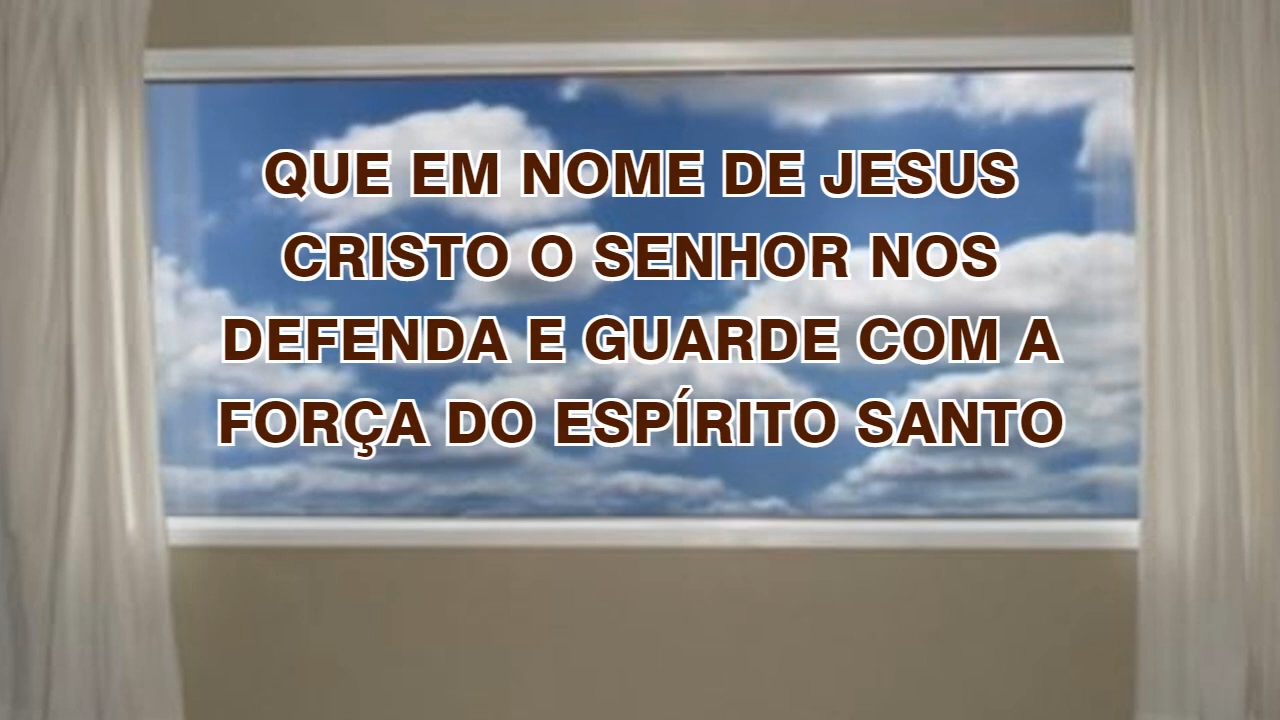 QUE EM NOME DE JESUS
CRISTO O SENHOR NOS
DEFENDA E GUARDE COM A
FORÇA DO ESPÍRITO SANTO